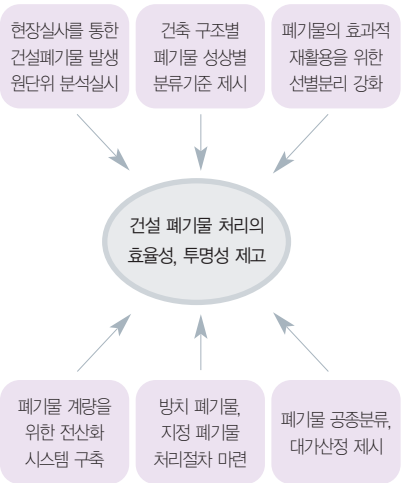 현장실사를 통한
건설폐기물 발생
원단위 분석실시
건축 구조별
폐기물 성상별
분류기준 제시
폐기물의 효과적
재활용을 위한
선별분리 강화
건설 폐기물 처리의
효율성, 투명성 제고
폐기물 계량을
위한 전산화
시스템 구축
방치 폐기물,
지정 폐기물
처리절차 마련
폐기물 공종분류,
대가산정 제시